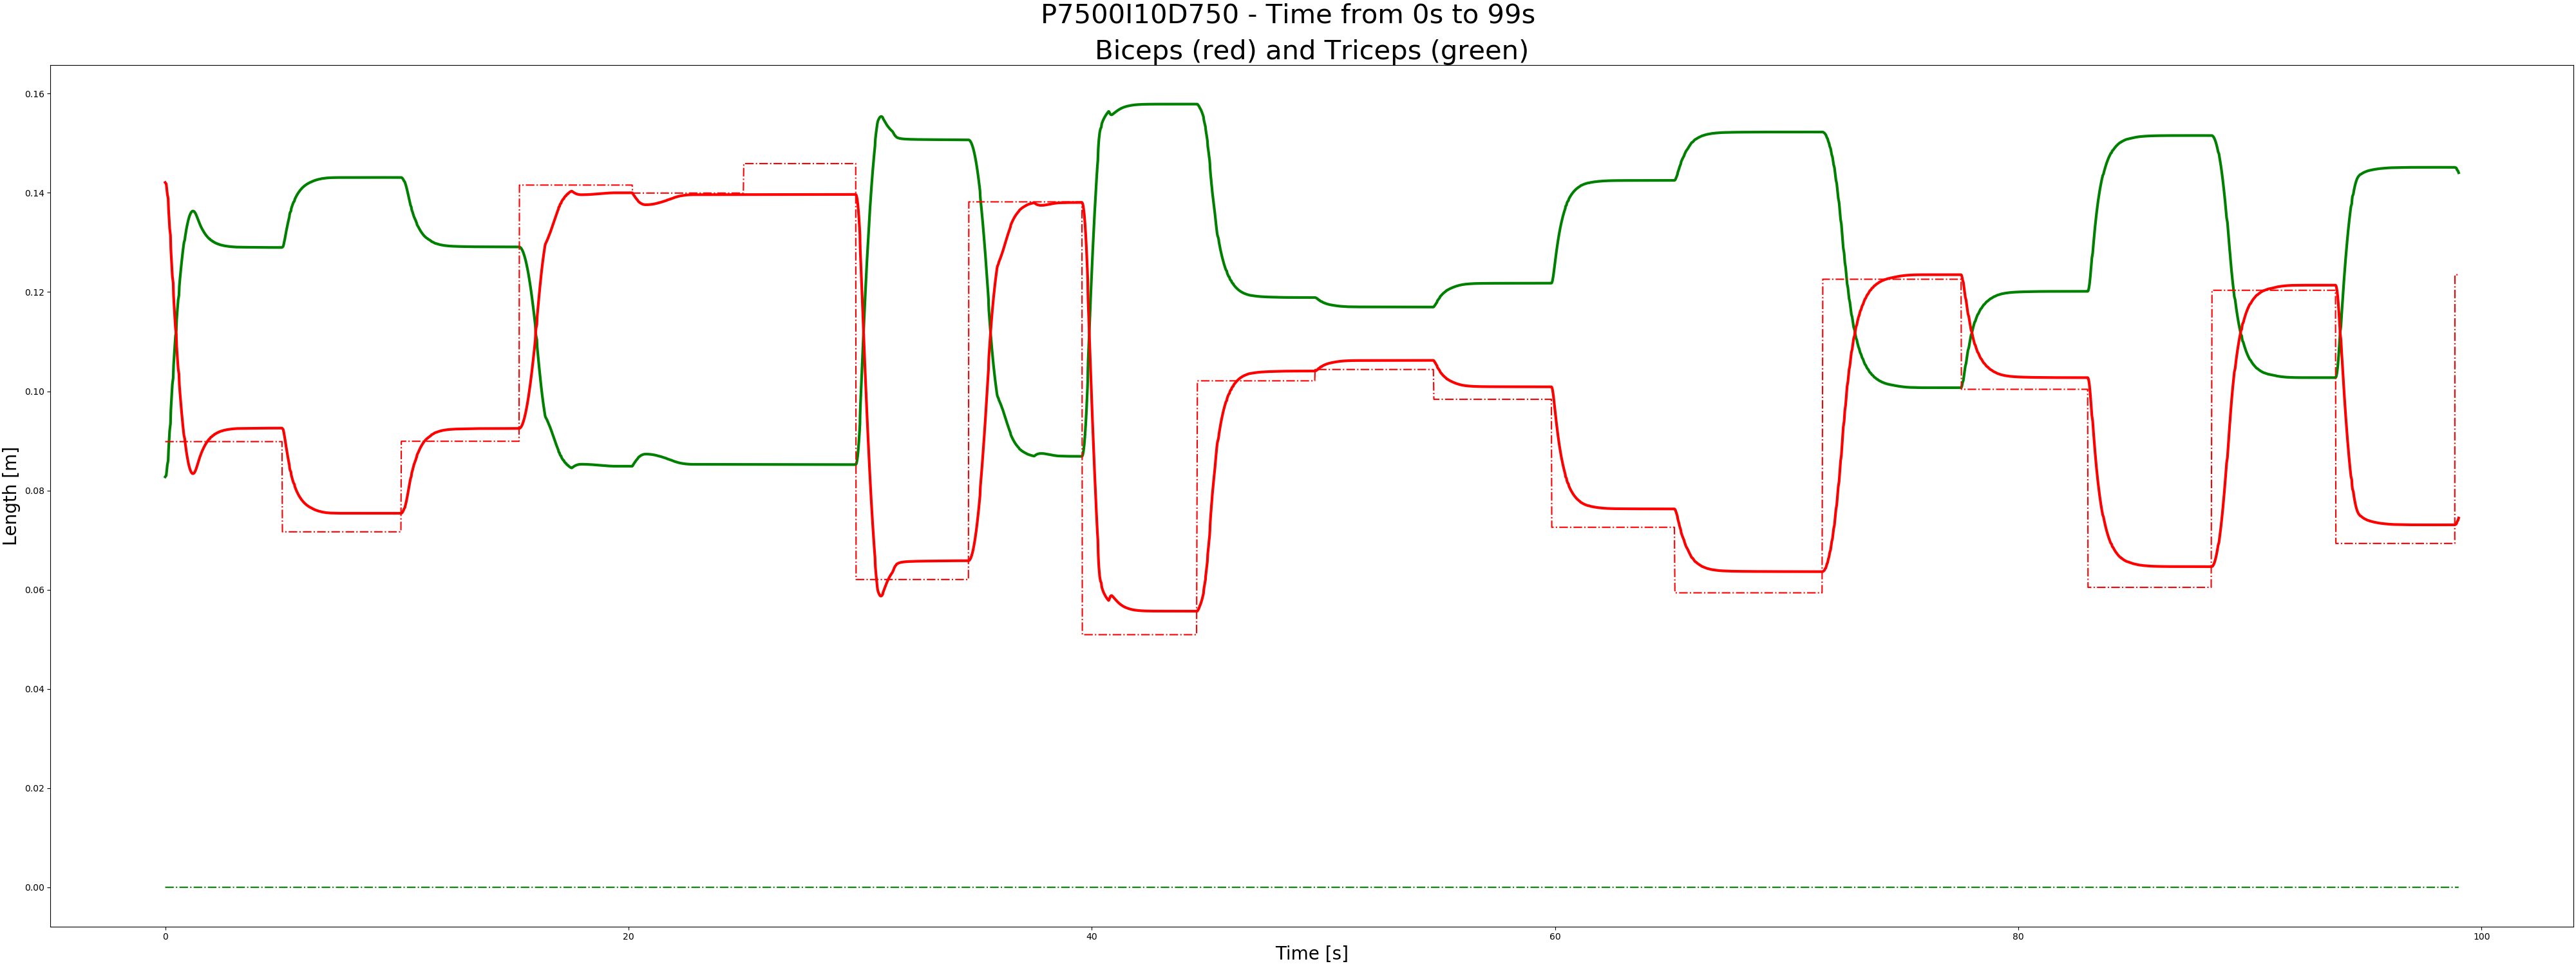 P7500I10D750 - Time from 0s to 99s
Biceps (red) and Triceps (green)
0.16
0.14
0.12
0.10
0.08
0.06
0.04
0.02
0.00
Length [m]
0 20 40 60 80 100
Time [s]